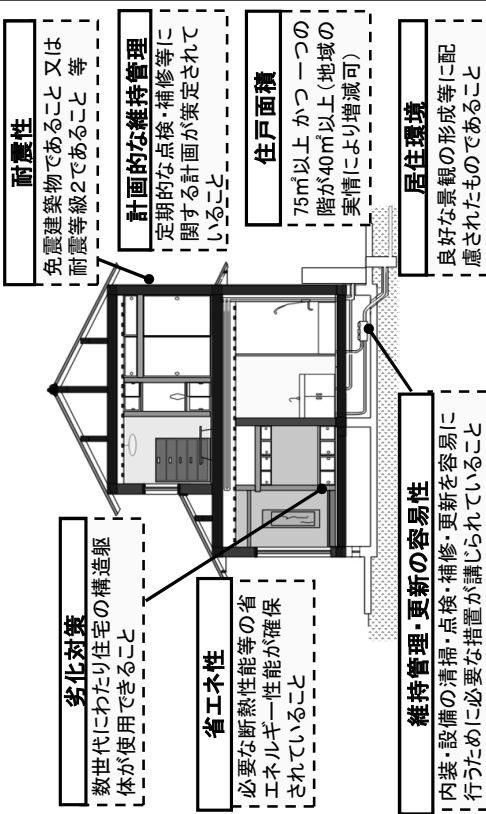 劣化対策
数世代にわたり住宅の構造躯
体が使用できること
耐震性
免震建築物であること 又は
耐震等級2であること 等
省エネ性
必要な断熱性能等の省
エネルギー性能が確保
されていること
計画的な維持管理
定期的な点検・補修等に
関する計画が策定されて
いること
住戸面積
75㎡以上 かつ 一つの
階が40㎡以上(地域の
実情により増減可)
維持管理・更新の容易性
内装・設備の清掃・点検・補修・更新を容易に
行うために必要な措置が講じられていること
居住環境
良好な景観の形成等に配
慮されたものであること